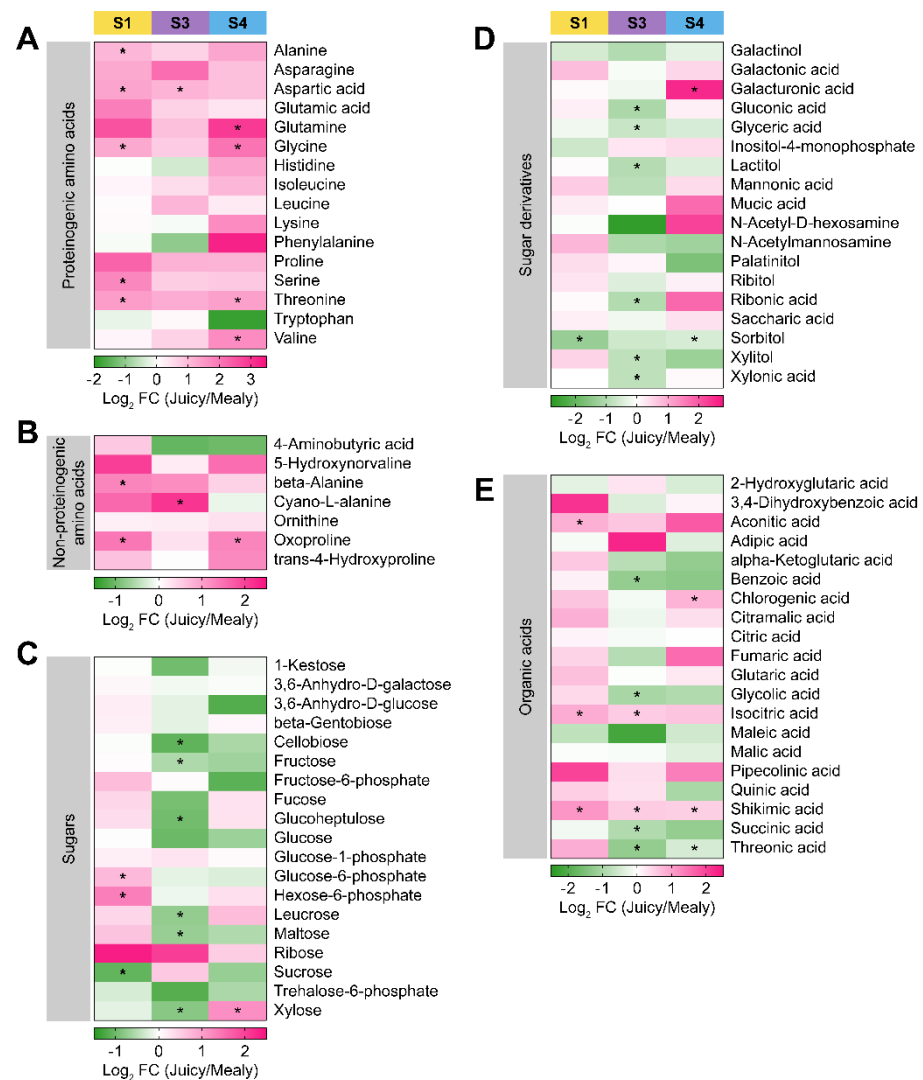 S1 S3 S4
A
Proteinogenic amino acids
* Alanine
Asparagine
* * Aspartic acid
Glutamic acid
* Glutamine
* * Glycine
Histidine
Isoleucine
Leucine
Lysine
Phenylalanine
Proline
* Serine
* * Threonine
Tryptophan
* Valine
-2 -1 0 1 2 3
Log2 FC (Juicy/Mealy)
B
Non-proteinogenic
amino acids
4-Aminobutyric acid
5-Hydroxynorvaline
* beta-Alanine
* Cyano-L-alanine
Ornithine
* * Oxoproline
trans-4-Hydroxyproline
-1 0 1 2
Log2 FC (Juicy/Mealy)
C
Sugars
1-Kestose
3,6-Anhydro-D-galactose
3,6-Anhydro-D-glucose
beta-Gentobiose
* Cellobiose
* Fructose
Fructose-6-phosphate
Fucose
* Glucoheptulose
Glucose
Glucose-1-phosphate
* Glucose-6-phosphate
* Hexose-6-phosphate
* Leucrose
* Maltose
Ribose
* Sucrose
Trehalose-6-phosphate
* * Xylose
-1 0 1 2
Log2 FC (Juicy/Mealy)
S1 S3 S4
D
Sugar derivatives
Galactinol
Galactonic acid
* Galacturonic acid
* Gluconic acid
* Glyceric acid
Inositol-4-monophosphate
* Lactitol
Mannonic acid
Mucic acid
N-Acetyl-D-hexosamine
N-Acetylmannosamine
Palatinitol
Ribitol
* Ribonic acid
Saccharic acid
* * Sorbitol
* Xylitol
* Xylonic acid
-2 -1 0 1 2
Log2 FC (Juicy/Mealy)
E
Organic acids
2-Hydroxyglutaric acid
3,4-Dihydroxybenzoic acid
* Aconitic acid
Adipic acid
alpha-Ketoglutaric acid
* Benzoic acid
* Chlorogenic acid
Citramalic acid
Citric acid
Fumaric acid
Glutaric acid
* Glycolic acid
* * Isocitric acid
Maleic acid
Malic acid
Pipecolinic acid
Quinic acid
* * * Shikimic acid
* Succinic acid
* * Threonic acid
-2 -1 0 1 2
Log2 FC (Juicy/Mealy)